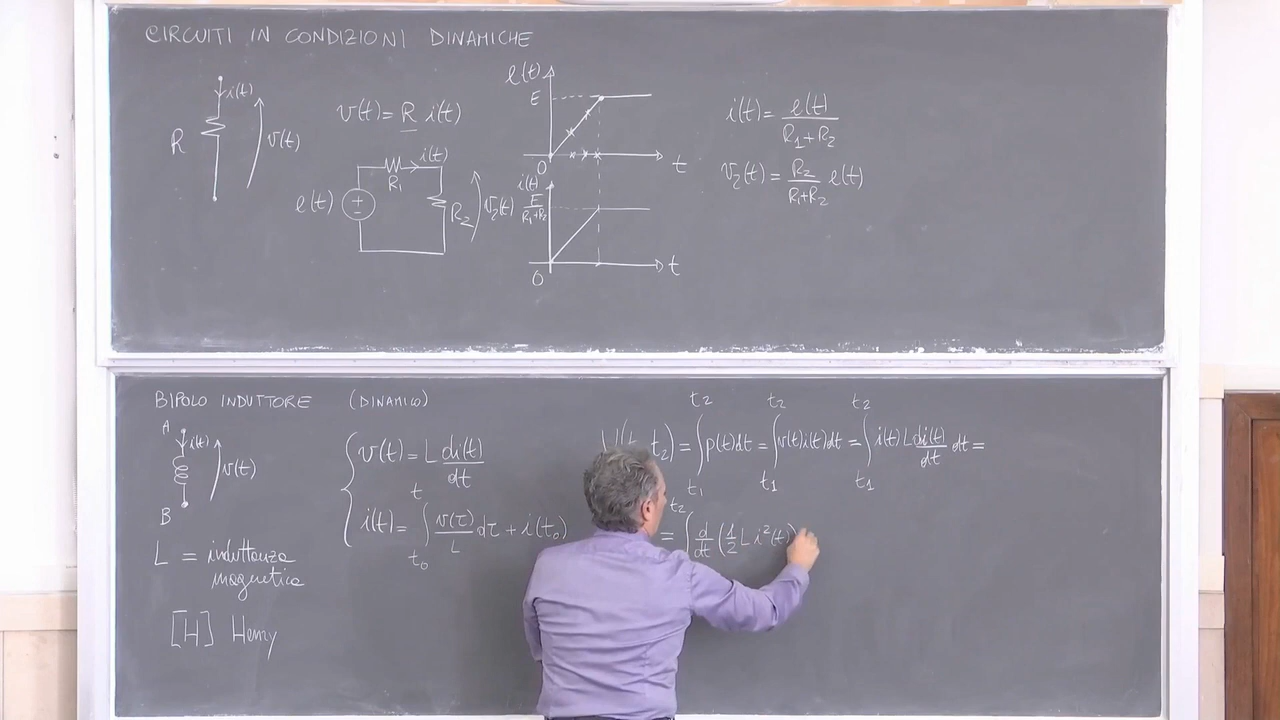 CIRCUITI IN CONDIZIONI DINAMICHE
R
i(t)
v(t)
v(t)= R i(t)
e(t)
+
−
R₁
i(t)
R₂
v₂(t)
e(t)
E
0
t
i(t)
E/(R₁+R₂)
0
t
i(t)= e(t)/(R₁+R₂)
v₂(t)= R₂/(R₁+R₂) e(t)
BIPOLO INDUTTORE (DINAMICO)
A
i(t)
v(t)
B
L = induttanza
magnetica
[H] Henry
v(t)= L di(t)/dt
i(t)= ∫_{t₀}^{t} v(τ)/L dτ + i(t₀)
t₂)= ∫_{t₁}^{t₂} p(t)dt = ∫_{t₁}^{t₂} v(t)i(t)dt = ∫_{t₁}^{t₂} i(t) L di(t)/dt dt =
= ∫^{t₂} d/dt (1/2 L i²(t))